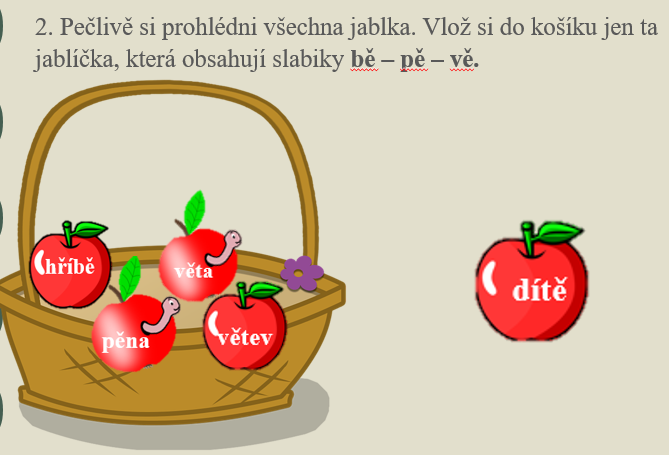 2. Pečlivě si prohlédni všechna jablka. Vlož si do košíku jen ta
jablíčka, která obsahují slabiky bě – pě – vě.
hříbě
věta
dítě
pěna
větev